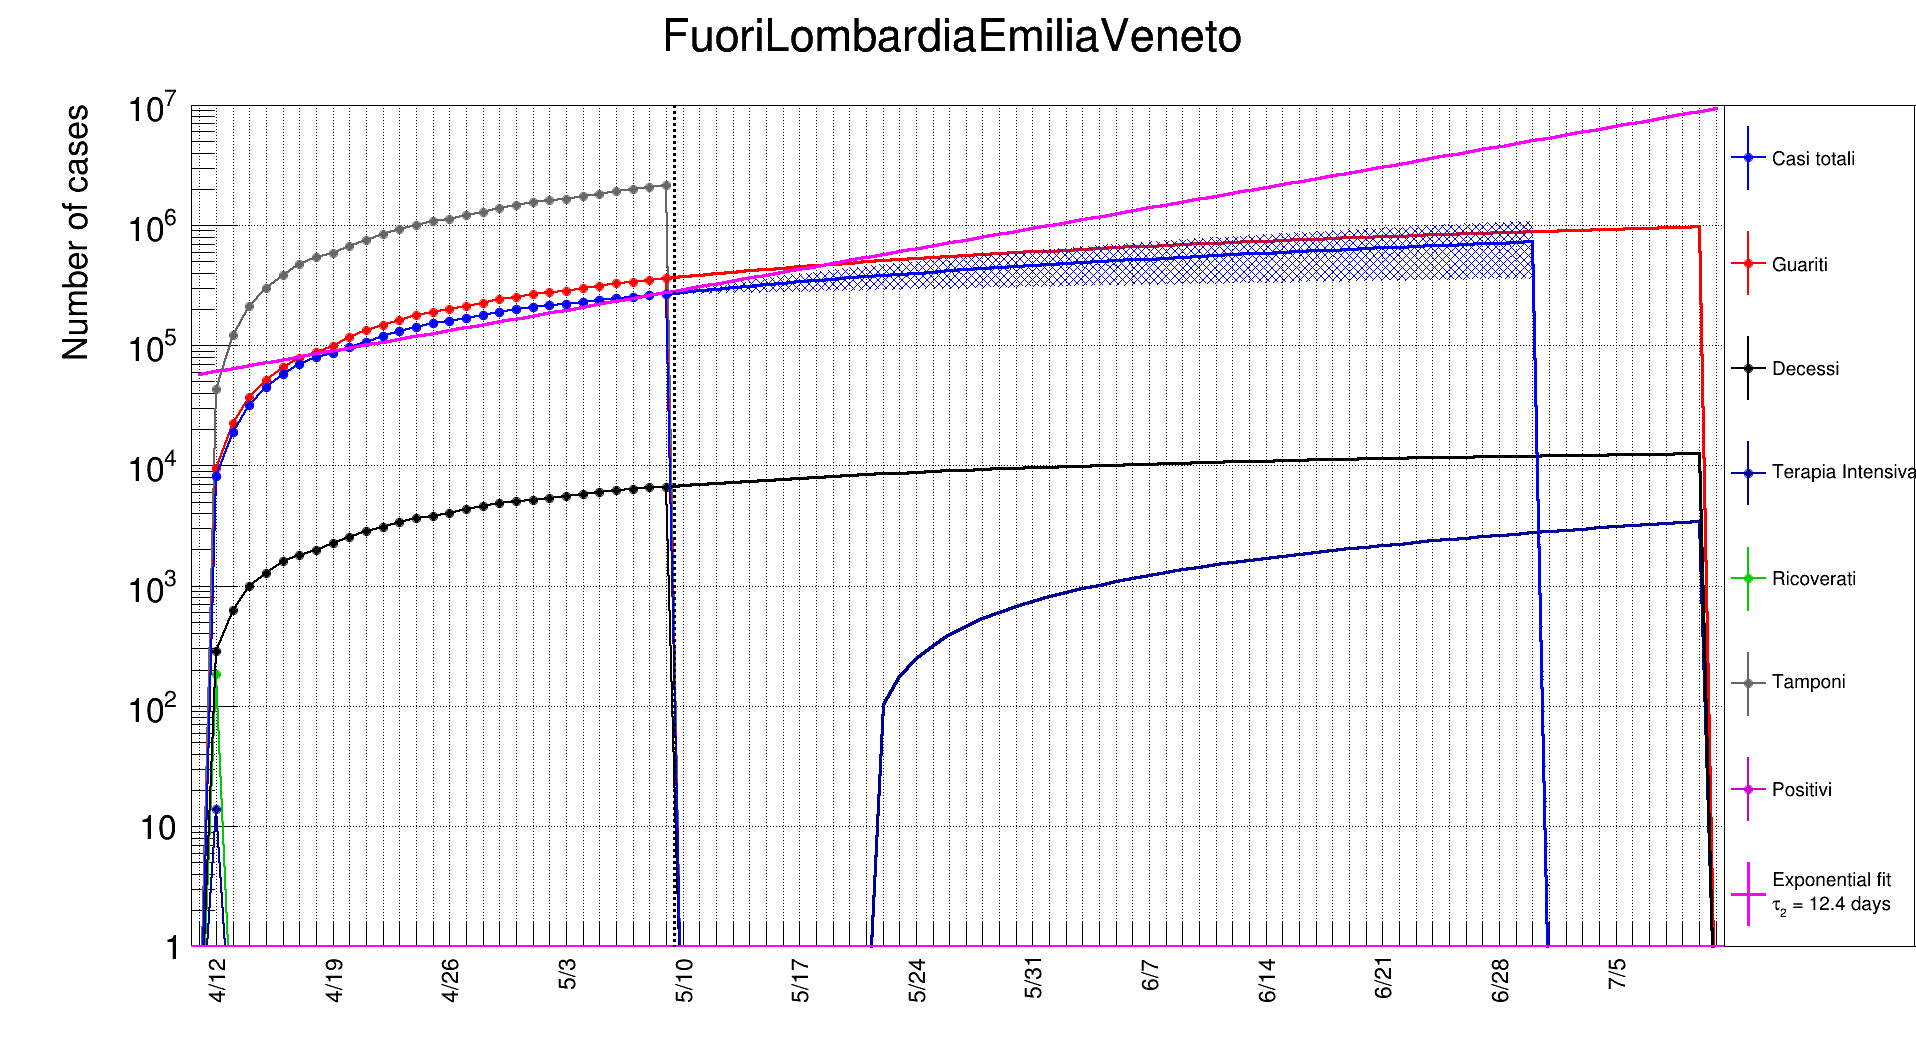 FuoriLombardiaEmiliaVeneto
Number of cases
10^7
10^6
10^5
10^4
10^3
10^2
10
1
4/12
4/19
4/26
5/3
5/10
5/17
5/24
5/31
6/7
6/14
6/21
6/28
7/5
Casi totali
Guariti
Decessi
Terapia Intensiva
Ricoverati
Tamponi
Positivi
Exponential fit
τ_2 = 12.4 days